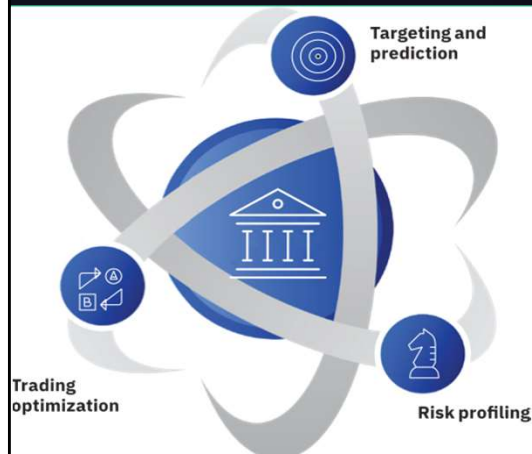 Targeting and
prediction
A
B
Trading
optimization
Risk profiling